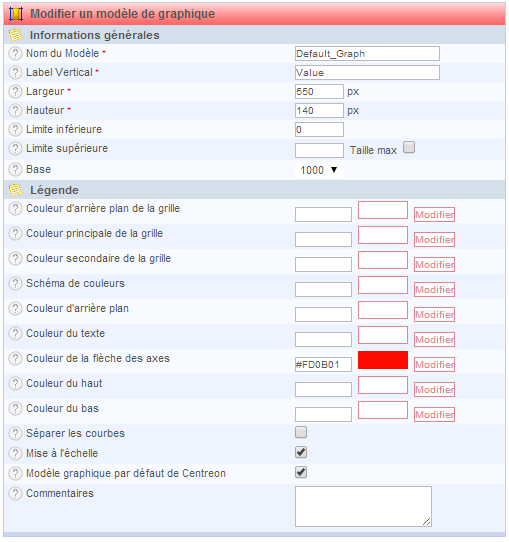 Modifier un modèle de graphique
Informations générales
? Nom du Modèle * Default_Graph
? Label Vertical * Value
? Largeur * 550 px
? Hauteur * 140 px
? Limite inférieure 0
? Limite supérieure Taille max
? Base 1000
Légende
? Couleur d'arrière plan de la grille Modifier
? Couleur principale de la grille Modifier
? Couleur secondaire de la grille Modifier
? Schéma de couleurs Modifier
? Couleur d'arrière plan Modifier
? Couleur du texte Modifier
? Couleur de la flèche des axes #FD0B01 Modifier
? Couleur du haut Modifier
? Couleur du bas Modifier
? Séparer les courbes
? Mise à l'échelle
? Modèle graphique par défaut de Centreon
? Commentaires